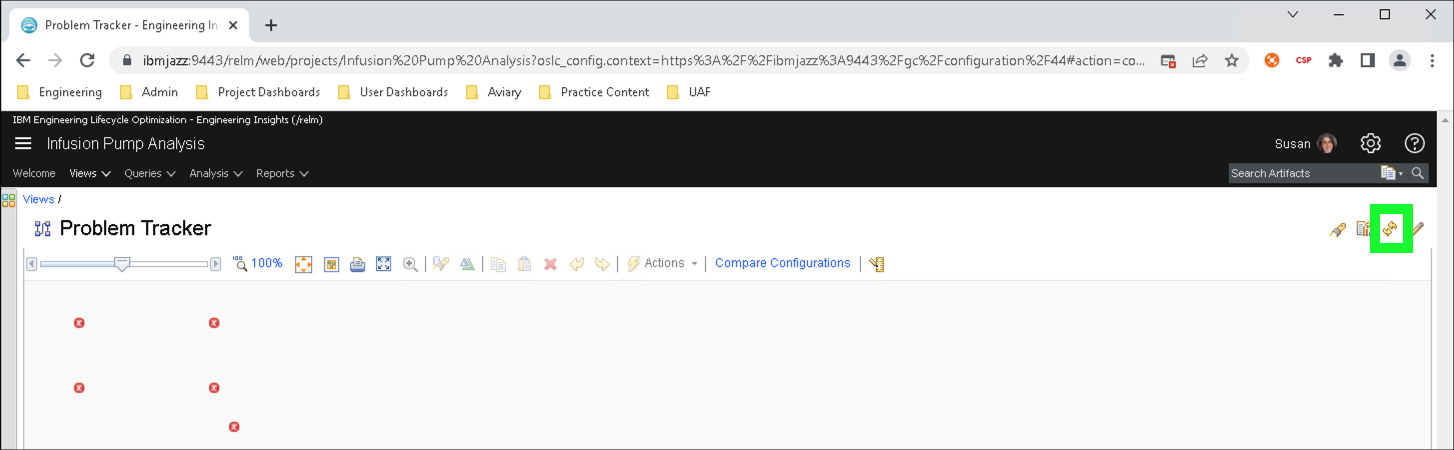 Problem Tracker - Engineering In
ibmjazz:9443/relm/web/projects/Infusion%20Pump%20Analysis?oslc_config.context=https%3A%2F%2Fibmjazz%3A9443%2Fgc%2Fconfiguration%2F44#action=co...
CSP
Engineering Admin Project Dashboards User Dashboards Aviary Practice Content UAF
IBM Engineering Lifecycle Optimization - Engineering Insights (/relm)
Infusion Pump Analysis Susan
Welcome Views Queries Analysis Reports Search Artifacts
Views /
Problem Tracker
100 100% Actions Compare Configurations